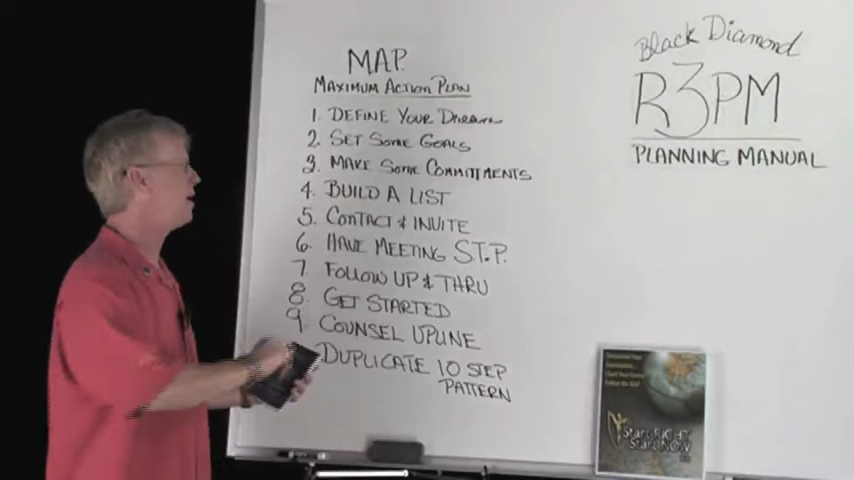 MAP
MAXIMUM ACTION PLAN
1. DEFINE YOUR Dream
2. SET SOME GOALS
3. MAKE SOME COMMITMENTS
4. BUILD A LIST
5. CONTACT & INVITE
6. HAVE MEETING S.T.P.
7. FOLLOW UP & THRU
8 GET STARTED
9. COUNSEL UPLINE
DUPLICATE 10 STEP
PATTERN
Black Diamond
R3PM
PLANNING MANUAL
Start RIGHT
Start NOW